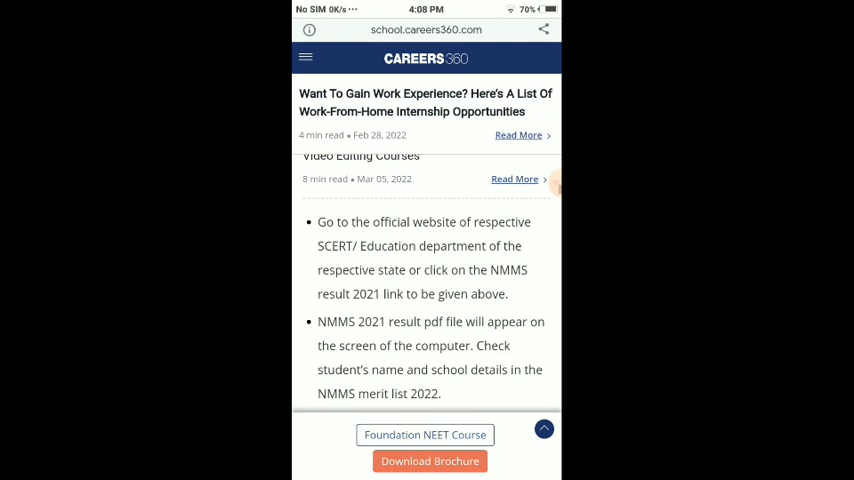 No SIM 0K/s ··· 4:08 PM 70%
school.careers360.com
CAREERS360
Want To Gain Work Experience? Here's A List Of
Work-From-Home Internship Opportunities
4 min read • Feb 28, 2022 Read More >
Video Editing Courses
8 min read • Mar 05, 2022 Read More >
• Go to the official website of respective
SCERT/ Education department of the
respective state or click on the NMMS
result 2021 link to be given above.
• NMMS 2021 result pdf file will appear on
the screen of the computer. Check
student's name and school details in the
NMMS merit list 2022.
Foundation NEET Course
Download Brochure